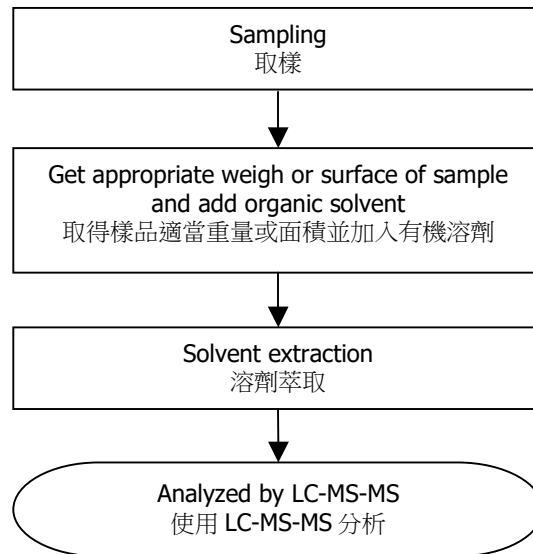 Sampling
取樣
Get appropriate weigh or surface of sample
and add organic solvent
取得樣品適當重量或面積並加入有機溶劑
Solvent extraction
溶劑萃取
Analyzed by LC-MS-MS
使用 LC-MS-MS 分析